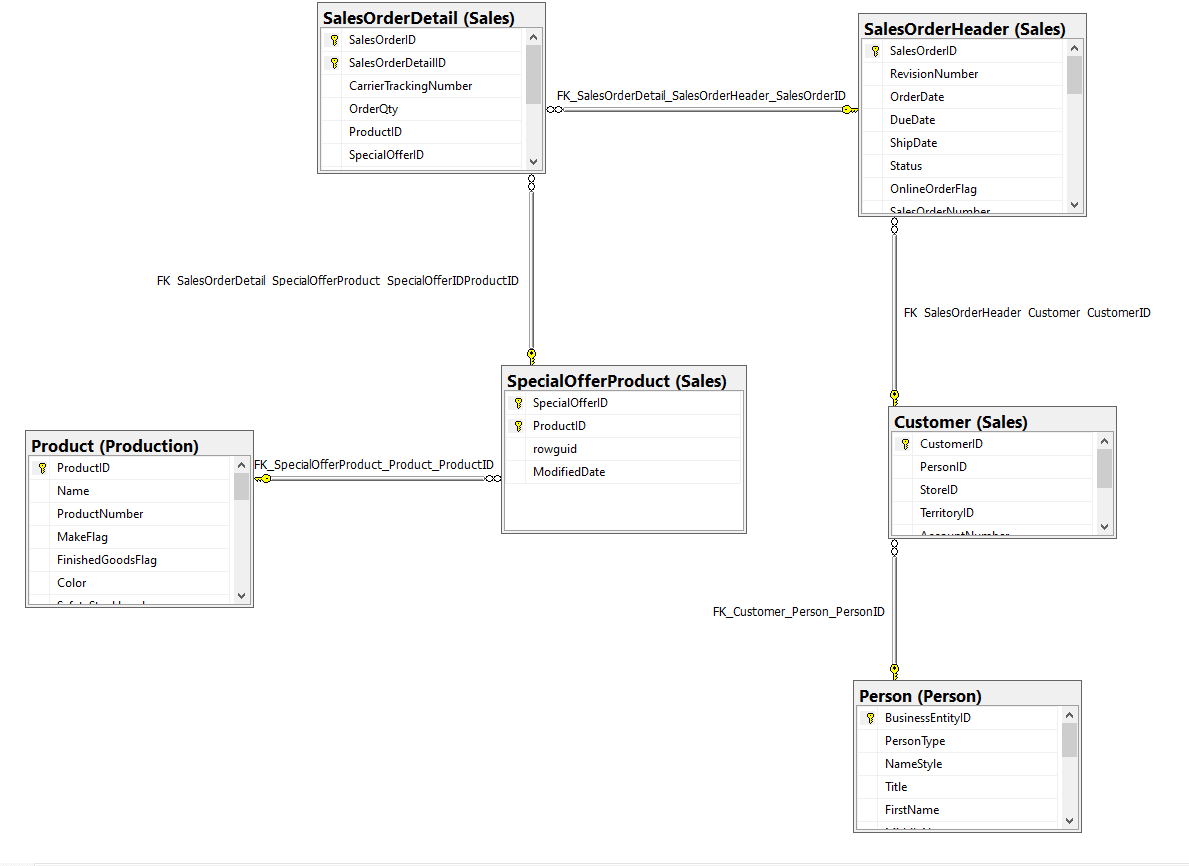 SalesOrderDetail (Sales)
SalesOrderID
SalesOrderDetailID
CarrierTrackingNumber
OrderQty
ProductID
SpecialOfferID
SalesOrderHeader (Sales)
SalesOrderID
RevisionNumber
OrderDate
DueDate
ShipDate
Status
OnlineOrderFlag
SalesOrderNumber
FK_SalesOrderDetail_SalesOrderHeader_SalesOrderID
FK_SalesOrderDetail_SpecialOfferProduct_SpecialOfferIDProductID
FK_SalesOrderHeader_Customer_CustomerID
SpecialOfferProduct (Sales)
SpecialOfferID
ProductID
rowguid
ModifiedDate
Product (Production)
ProductID
Name
ProductNumber
MakeFlag
FinishedGoodsFlag
Color
FK_SpecialOfferProduct_Product_ProductID
Customer (Sales)
CustomerID
PersonID
StoreID
TerritoryID
AccountNumber
FK_Customer_Person_PersonID
Person (Person)
BusinessEntityID
PersonType
NameStyle
Title
FirstName